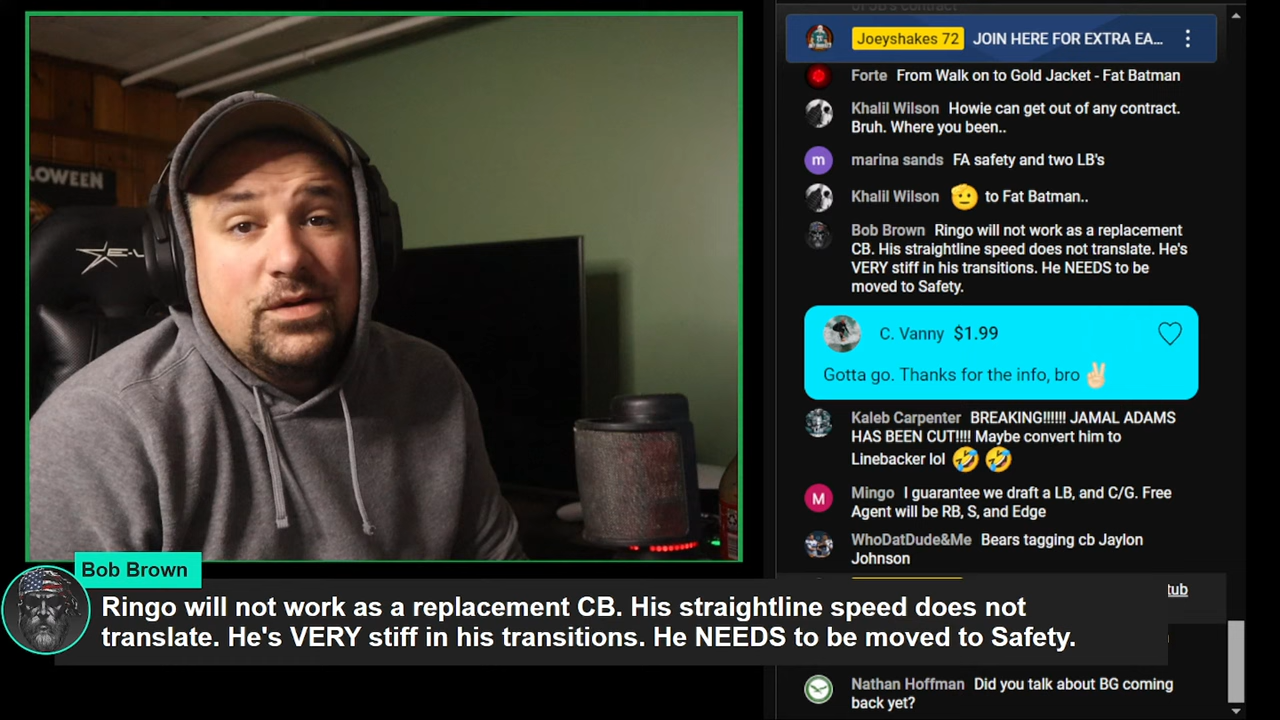 LOWEEN
Bob Brown
Ringo will not work as a replacement CB. His straightline speed does not
translate. He's VERY stiff in his transitions. He NEEDS to be moved to Safety.
of JB's contract
Joeyshakes 72 JOIN HERE FOR EXTRA EA...
Forte From Walk on to Gold Jacket - Fat Batman
Khalil Wilson Howie can get out of any contract.
Bruh. Where you been..
m marina sands FA safety and two LB's
Khalil Wilson 🫡 to Fat Batman..
Bob Brown Ringo will not work as a replacement
CB. His straightline speed does not translate. He's
VERY stiff in his transitions. He NEEDS to be
moved to Safety.
C. Vanny $1.99
Gotta go. Thanks for the info, bro ✌🏻
Kaleb Carpenter BREAKING!!!!!! JAMAL ADAMS
HAS BEEN CUT!!!! Maybe convert him to
Linebacker lol 🤣 🤣
M Mingo I guarantee we draft a LB, and C/G. Free
Agent will be RB, S, and Edge
WhoDatDude&Me Bears tagging cb Jaylon
Johnson
tub
Nathan Hoffman Did you talk about BG coming
back yet?